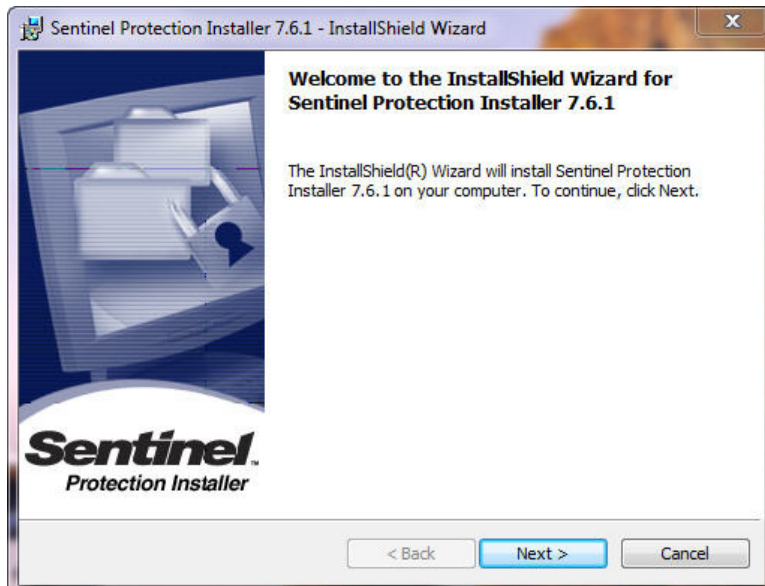 Sentinel Protection Installer 7.6.1 - InstallShield Wizard
x
Welcome to the InstallShield Wizard for
Sentinel Protection Installer 7.6.1
The InstallShield(R) Wizard will install Sentinel Protection
Installer 7.6.1 on your computer. To continue, click Next.
Sentinel™
Protection Installer
< Back
Next >
Cancel